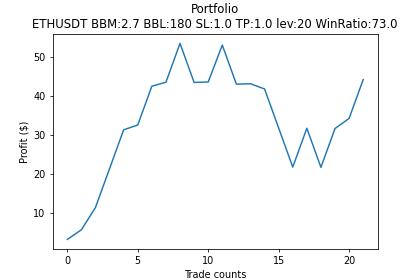 Portfolio
ETHUSDT BBM:2.7 BBL:180 SL:1.0 TP:1.0 lev:20 WinRatio:73.0
50
40
30
20
10
Profit ($)
0 5 10 15 20
Trade counts